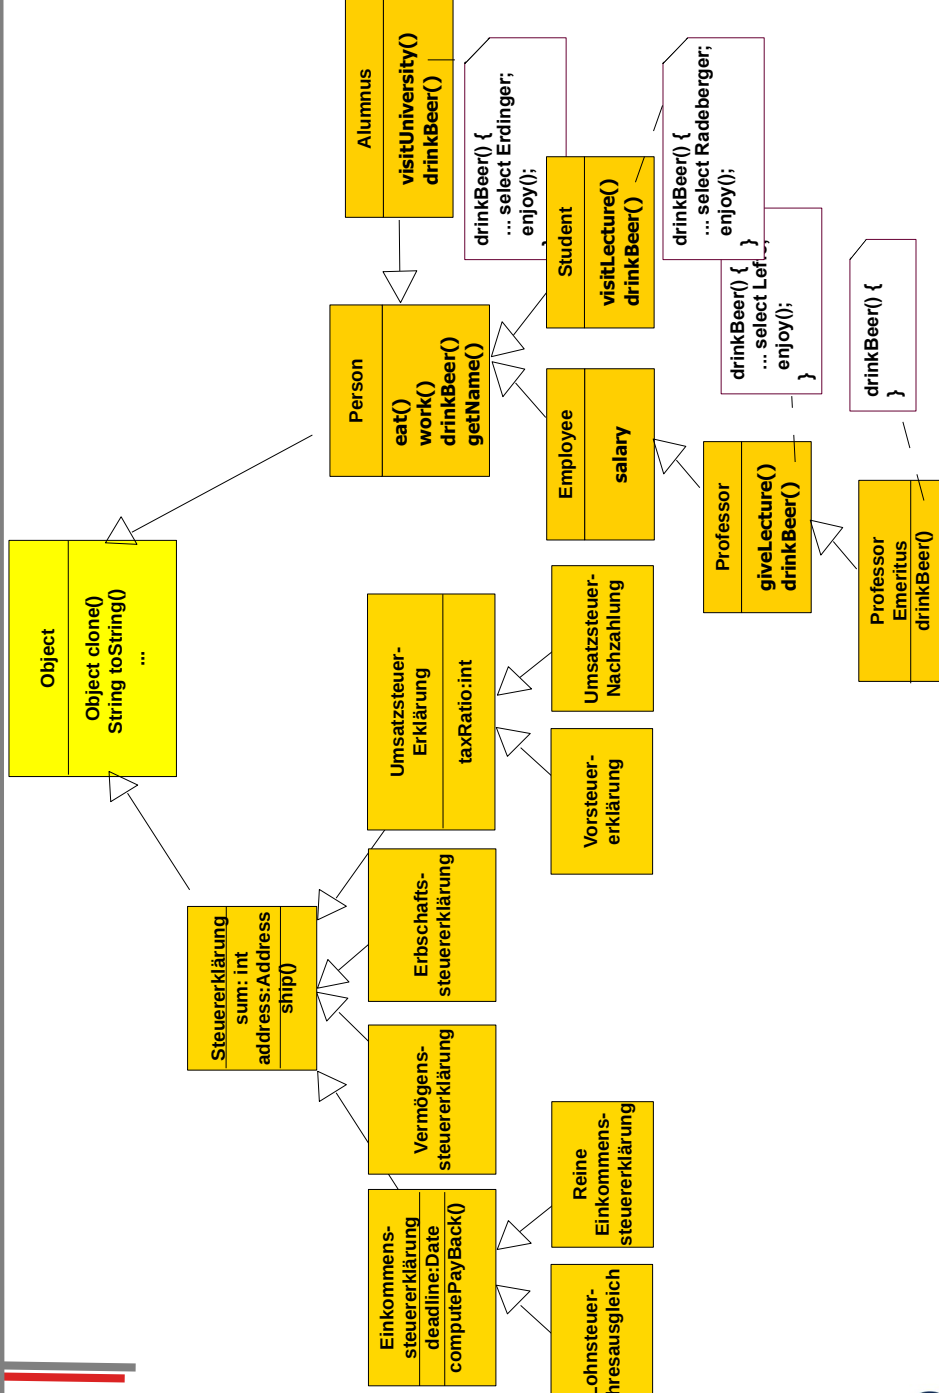 Object
Object clone()
String toString()
...
Steuererklärung
sum: int
address:Address
ship()
Person
eat()
work()
drinkBeer()
getName()
Alumnus
visitUniversity()
drinkBeer()
drinkBeer() {
... select Erdinger;
enjoy();
}
Einkommens-
steuererklärung
deadline:Date
computePayBack()
Vermögens-
steuererklärung
Erbschafts-
steuererklärung
Umsatzsteuer-
Erklärung
taxRatio:int
Employee
salary
Student
visitLecture()
drinkBeer()
drinkBeer() {
... select Radeberger;
enjoy();
}
Reine
Einkommens-
steuererklärung
Vorsteuer-
erklärung
Umsatzsteuer-
Nachzahlung
Professor
giveLecture()
drinkBeer()
drinkBeer() {
... select
enjoy();
}
Professor
Emeritus
drinkBeer()
drinkBeer() {
}